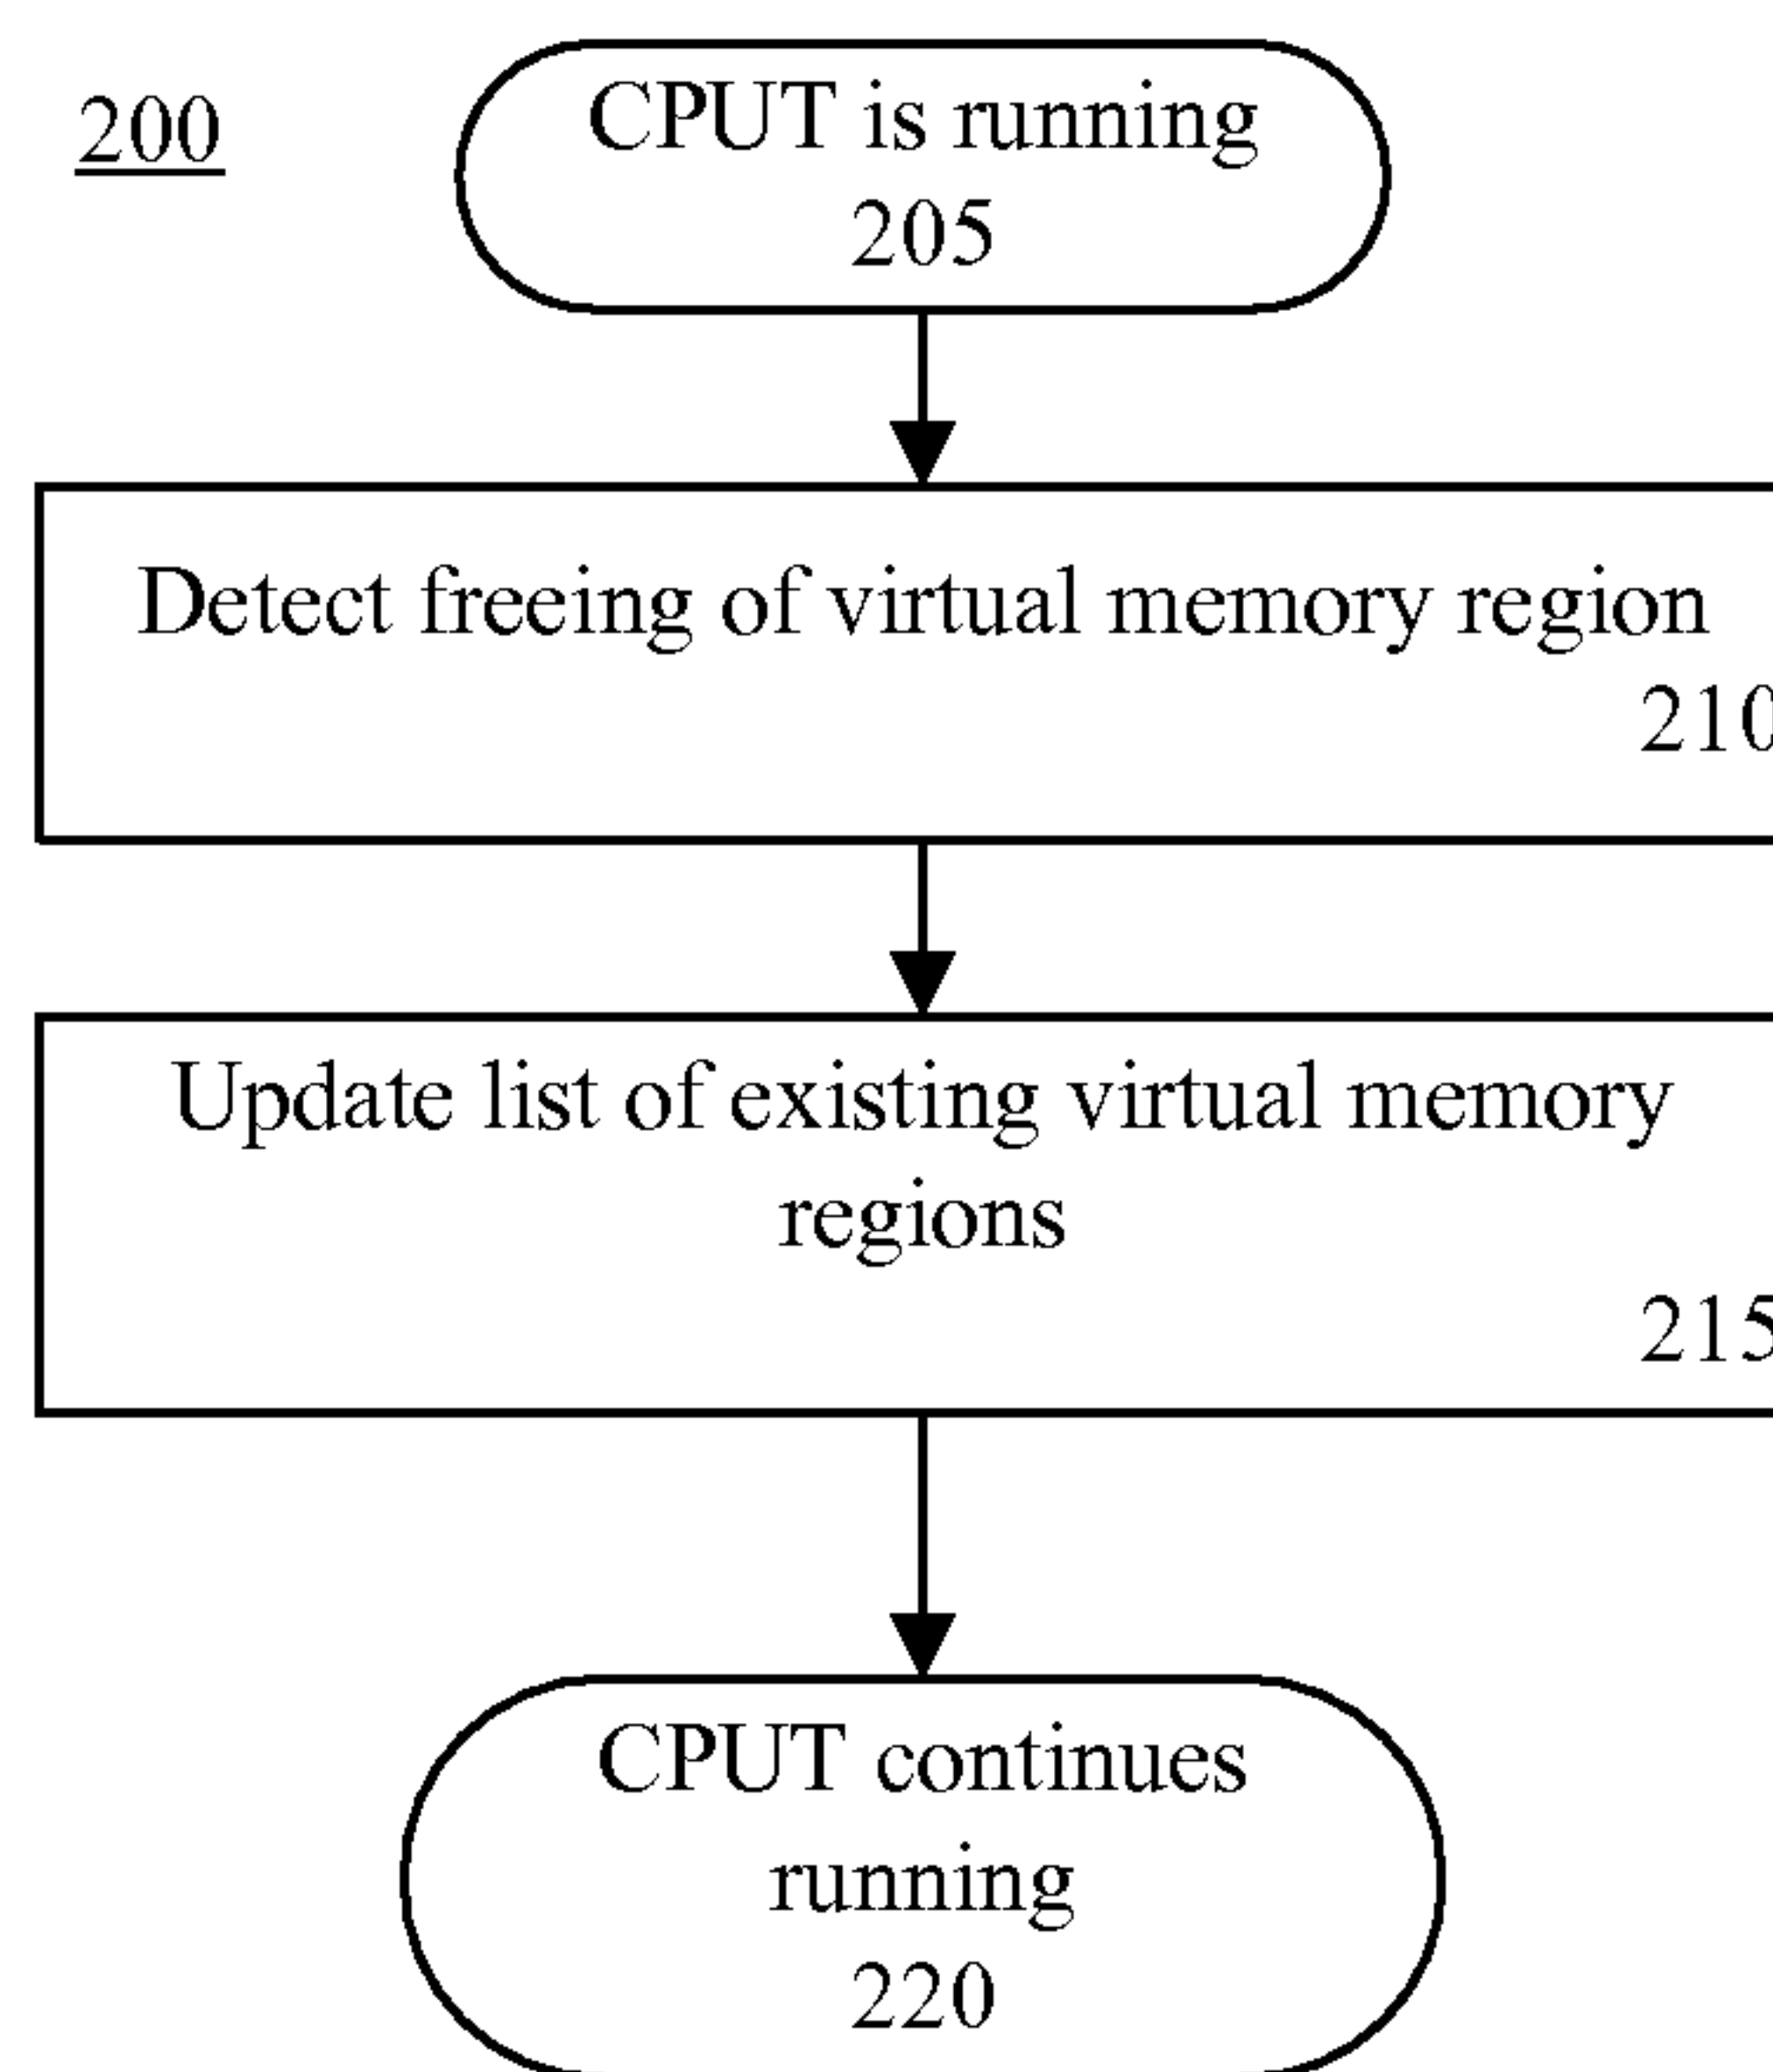 200
CPUT is running
205
Detect freeing of virtual memory region
210
Update list of existing virtual memory
regions
215
CPUT continues
running
220